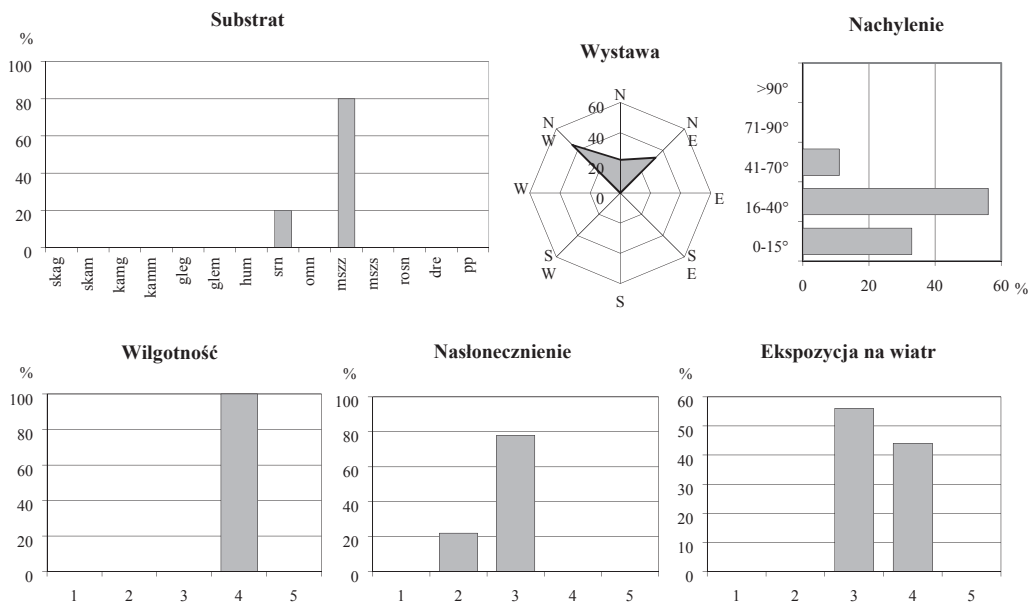 Substrat
%
100
80
60
40
20
0
skag
skam
kamg
kamm
gleg
glem
hum
srn
omn
mszz
mszs
rosn
dre
pp
Wystawa
N
N
E
E
S
E
S
S
W
W
N
W
60
40
20
0
Nachylenie
>90°
71-90°
41-70°
16-40°
0-15°
0 20 40 60 %
Wilgotność
%
100
80
60
40
20
0
1 2 3 4 5
Nasłonecznienie
%
100
80
60
40
20
0
1 2 3 4 5
Ekspozycja na wiatr
%
60
50
40
30
20
10
0
1 2 3 4 5